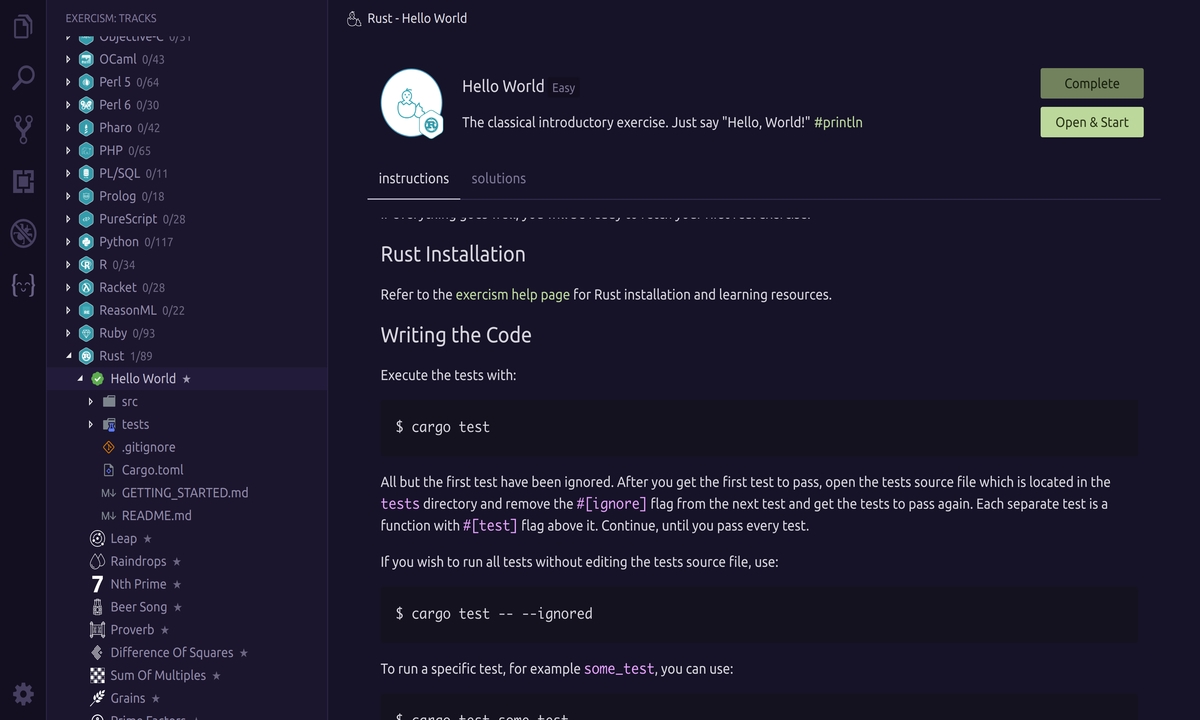 EXERCISM: TRACKS
Objective-C 0/51
OCaml 0/43
Perl 5 0/64
Perl 6 0/30
Pharo 0/42
PHP 0/65
PL/SQL 0/11
Prolog 0/18
PureScript 0/28
Python 0/117
R 0/34
Racket 0/28
ReasonML 0/22
Ruby 0/93
Rust 1/89
Hello World ★
src
tests
.gitignore
Cargo.toml
M↓ GETTING_STARTED.md
M↓ README.md
Leap ★
Raindrops ★
7 Nth Prime ★
Beer Song ★
Proverb ★
Difference Of Squares ★
Sum Of Multiples ★
Grains ★
Prime Factors
Rust - Hello World
Hello World Easy
The classical introductory exercise. Just say "Hello, World!" #println
Complete
Open & Start
instructions solutions
Rust Installation
Refer to the exercism help page for Rust installation and learning resources.
Writing the Code
Execute the tests with:
$ cargo test
All but the first test have been ignored. After you get the first test to pass, open the tests source file which is located in the
tests directory and remove the #[ignore] flag from the next test and get the tests to pass again. Each separate test is a
function with #[test] flag above it. Continue, until you pass every test.
If you wish to run all tests without editing the tests source file, use:
$ cargo test -- --ignored
To run a specific test, for example some_test, you can use:
$ cargo test some_test